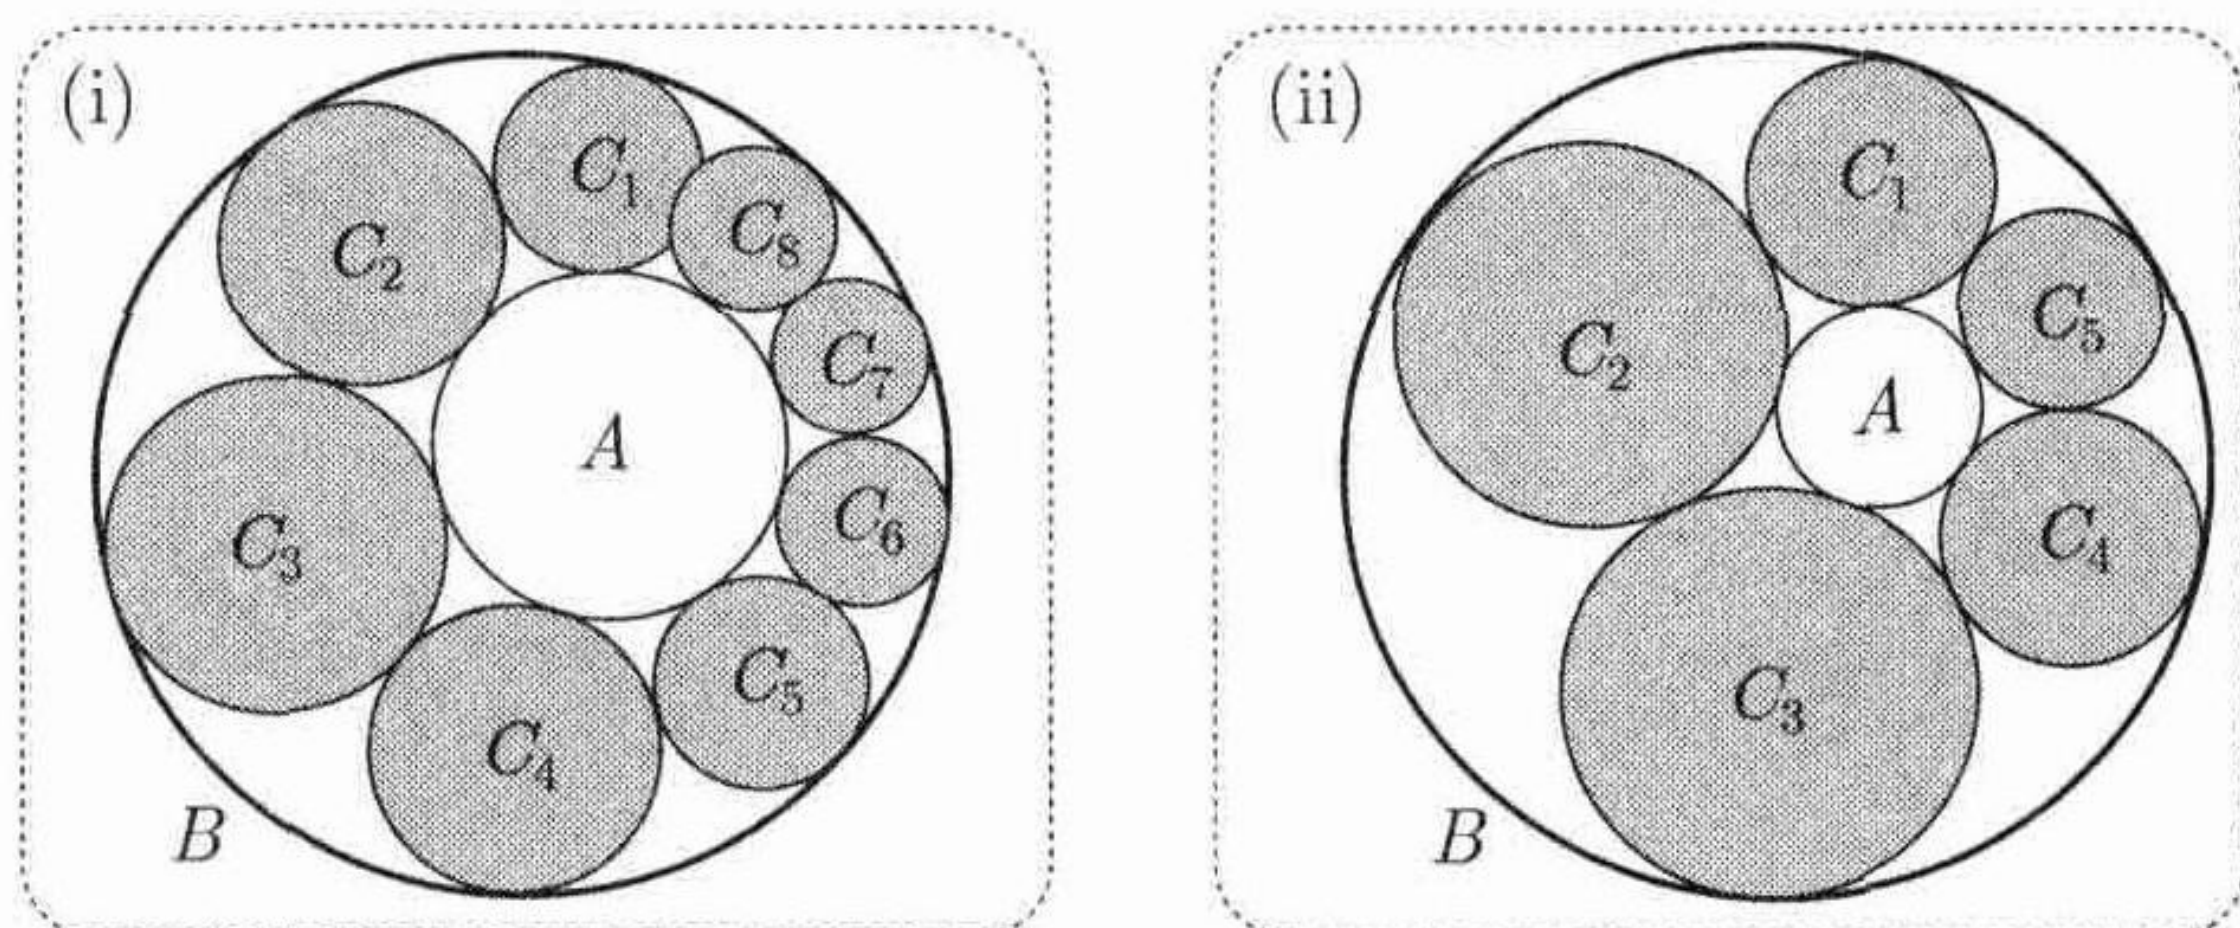 (i)
C₁
C₂
C₈
C₇
A
C₃
C₆
C₅
C₄
B
(ii)
C₁
C₅
C₂
A
C₄
C₃
B